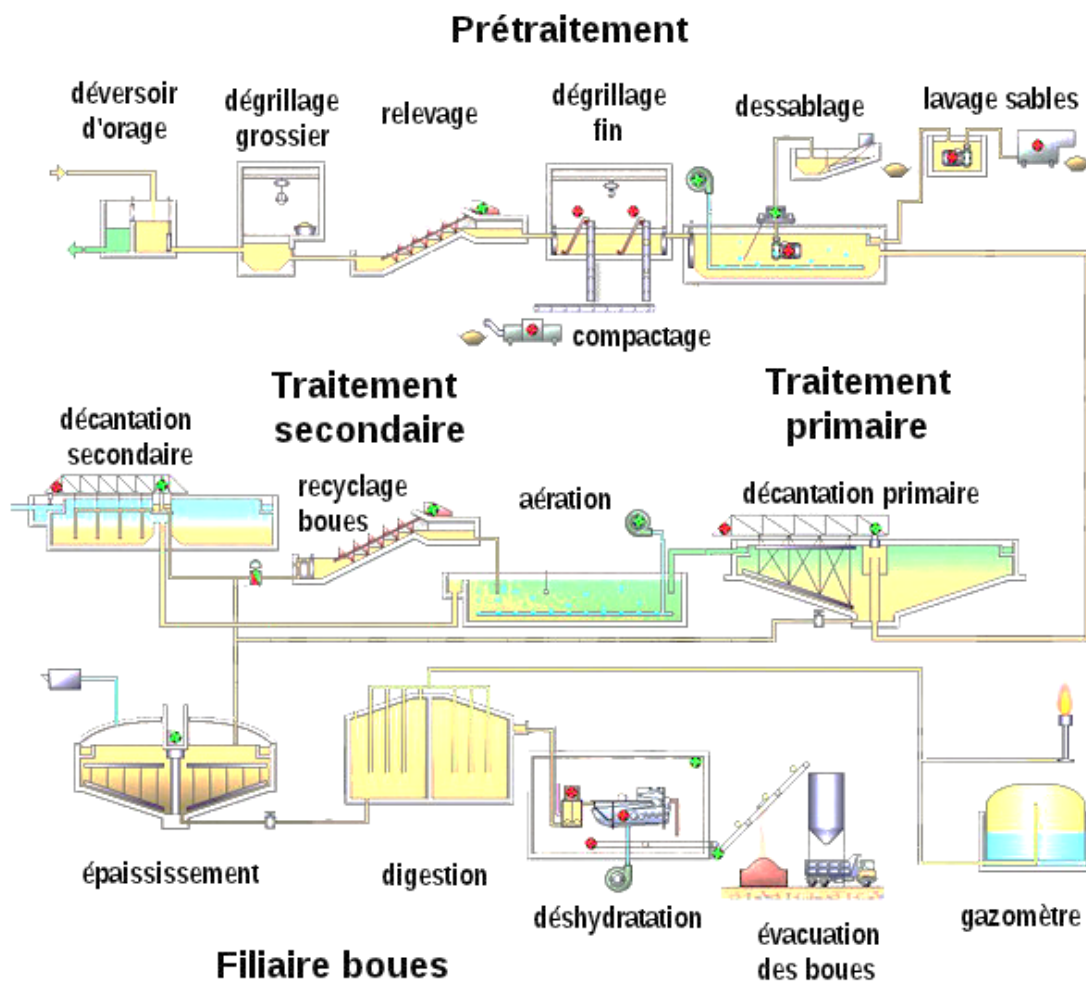 Prétraitement
déversoir
d'orage
dégrillage
grossier
relevage
dégrillage
fin
dessablage
lavage sables
compactage
Traitement
secondaire
Traitement
primaire
décantation
secondaire
recyclage
boues
aération
décantation primaire
épaississement
digestion
déshydratation
évacuation
des boues
gazomètre
Filiaire boues